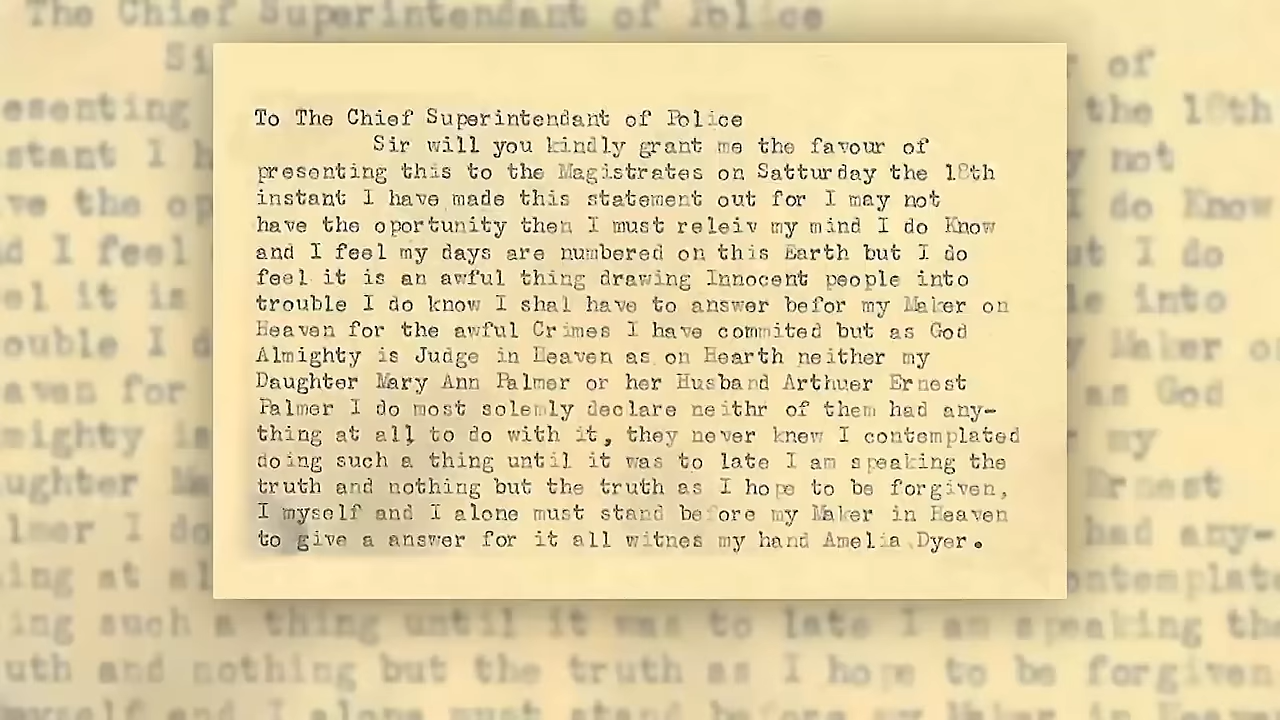 To The Chief Superintendant of Police
Sir will you kindly grant me the favour of
presenting this to the Magistrates on Satturday the 18th
instant I have made this statement out for I may not
have the oportunity then I must releiv my mind I do Know
and I feel my days are numbered on this Earth but I do
feel it is an awful thing drawing Innocent people into
trouble I do know I shal have to answer befor my Maker on
Heaven for the awful Crimes I have commited but as God
Almighty is Judge in Heaven as on Hearth neither my
Daughter Mary Ann Palmer or her Husband Arthuer Ernest
Palmer I do most solemly declare neithr of them had any-
thing at all to do with it, they never knew I contemplated
doing such a thing until it was to late I am speaking the
truth and nothing but the truth as I hope to be forgiven,
I myself and I alone must stand before my Maker in Heaven
to give a answer for it all witnes my hand Amelia Dyer.